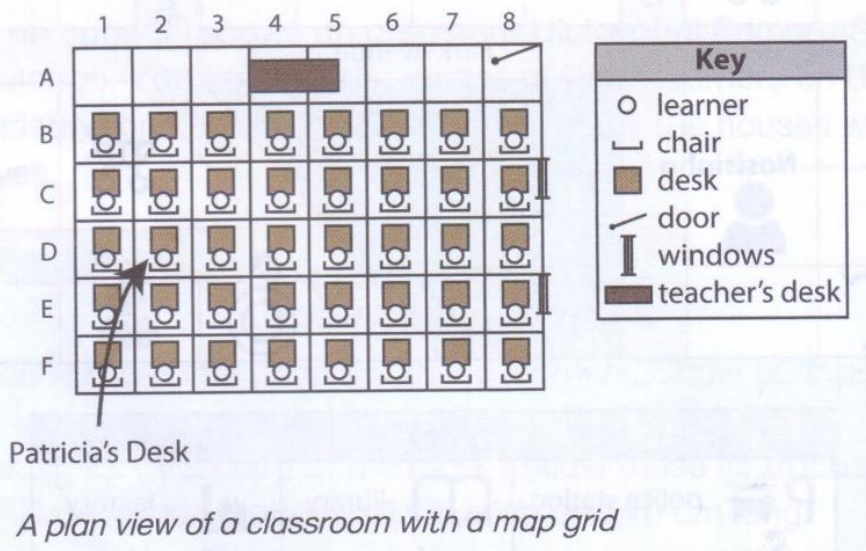 1 2 3 4 5 6 7 8
A
B
C
D
E
F
Key
learner
chair
desk
door
windows
teacher's desk
Patricia's Desk
A plan view of a classroom with a map grid